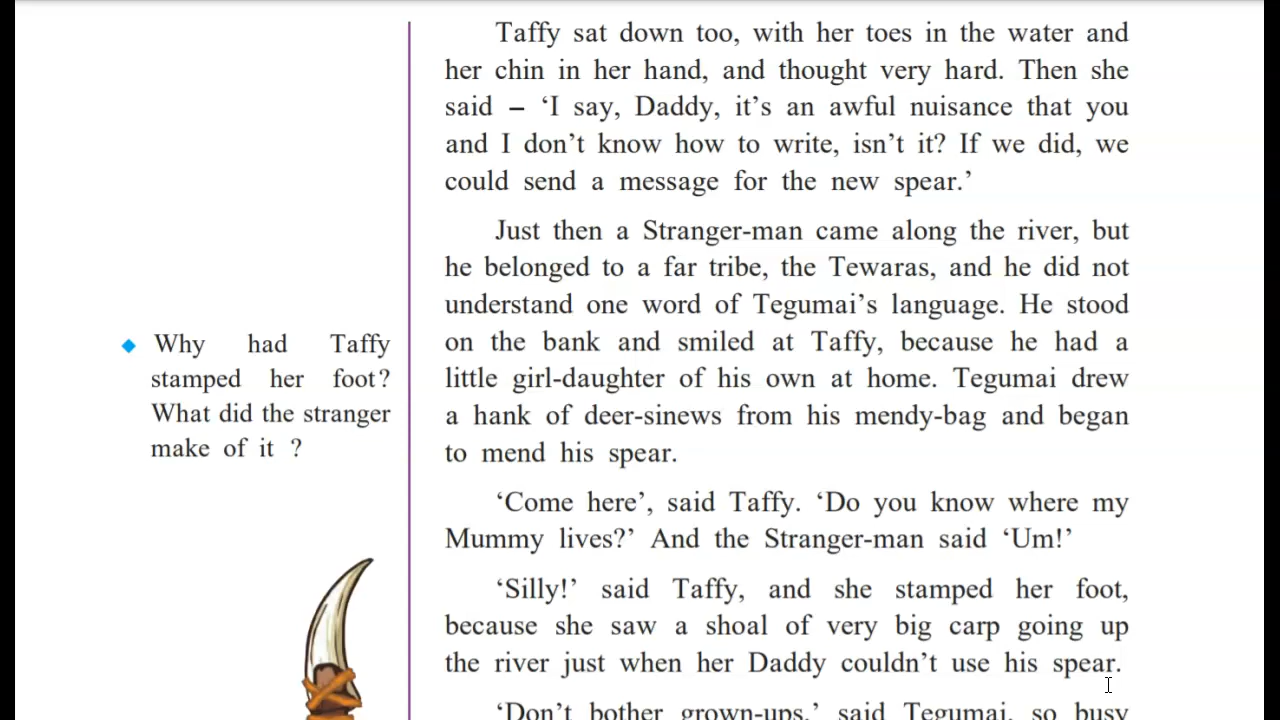 Taffy sat down too, with her toes in the water and
her chin in her hand, and thought very hard. Then she
said – ‘I say, Daddy, it’s an awful nuisance that you
and I don’t know how to write, isn’t it? If we did, we
could send a message for the new spear.’
Just then a Stranger-man came along the river, but
he belonged to a far tribe, the Tewaras, and he did not
understand one word of Tegumai’s language. He stood
on the bank and smiled at Taffy, because he had a
little girl-daughter of his own at home. Tegumai drew
a hank of deer-sinews from his mendy-bag and began
to mend his spear.
◆ Why had Taffy
stamped her foot?
What did the stranger
make of it ?
‘Come here’, said Taffy. ‘Do you know where my
Mummy lives?’ And the Stranger-man said ‘Um!’
‘Silly!’ said Taffy, and she stamped her foot,
because she saw a shoal of very big carp going up
the river just when her Daddy couldn’t use his spear.
‘Don’t bother grown-ups,’ said Tegumai, so busy